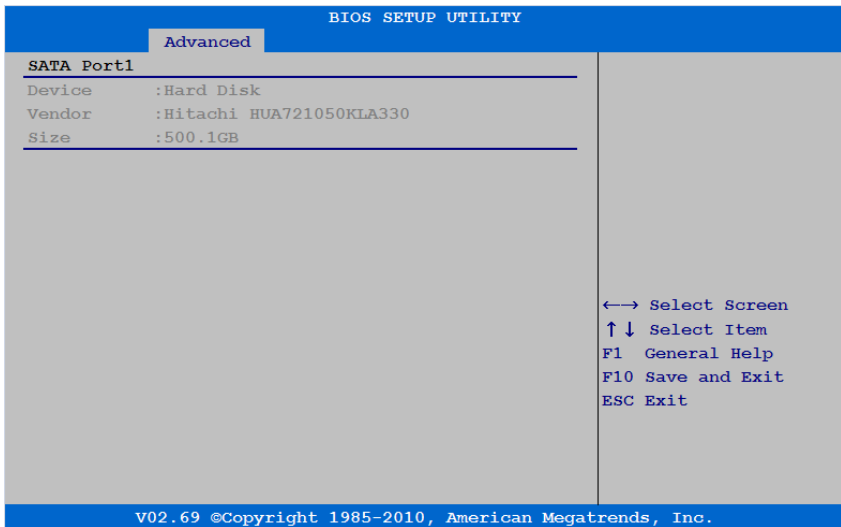 BIOS SETUP UTILITY
Advanced
SATA Port1
Device :Hard Disk
Vendor :Hitachi HUA721050KLA330
Size :500.1GB
←→ Select Screen
↑↓ Select Item
F1 General Help
F10 Save and Exit
ESC Exit
V02.69 ©Copyright 1985-2010, American Megatrends, Inc.